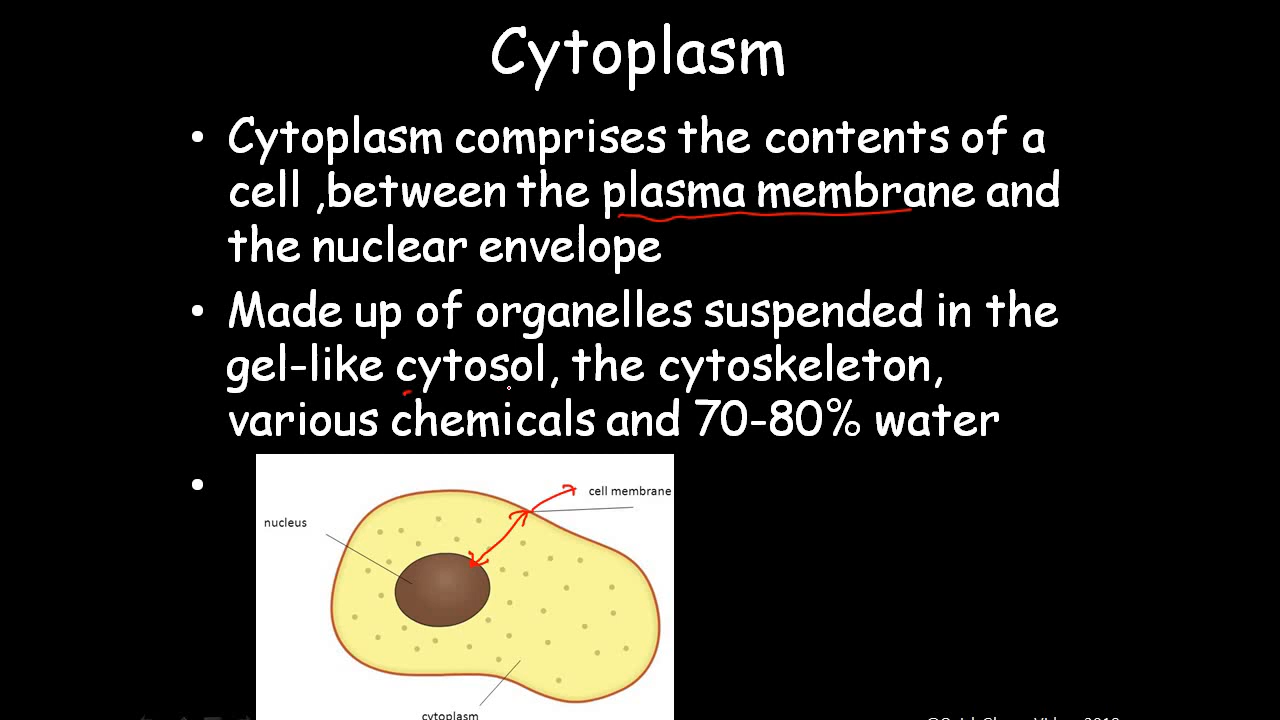 Cytoplasm
• Cytoplasm comprises the contents of a
cell ,between the plasma membrane and
the nuclear envelope
• Made up of organelles suspended in the
gel-like cytosol, the cytoskeleton,
various chemicals and 70-80% water
•
cell membrane
nucleus
cytoplasm